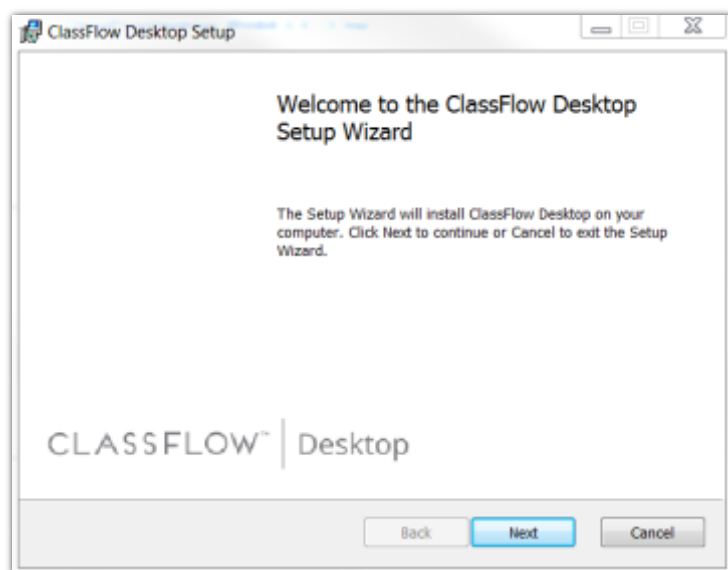 ClassFlow Desktop Setup
Welcome to the ClassFlow Desktop
Setup Wizard
The Setup Wizard will install ClassFlow Desktop on your
computer. Click Next to continue or Cancel to exit the Setup
Wizard.
CLASSFLOW™ Desktop
Back Next Cancel